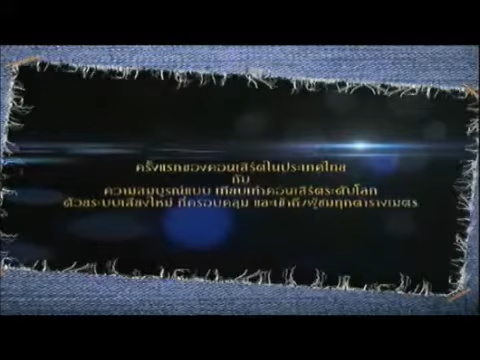 ครั้งแรกของคอนเสิร์ตในประเทศไทย
กับ
ความสมบูรณ์แบบ เทียบเท่าคอนเสิร์ตระดับโลก
ด้วยระบบเสียงใหม่ ที่ครอบคลุม และเข้าถึงผู้ชมทุกตารางเมตร